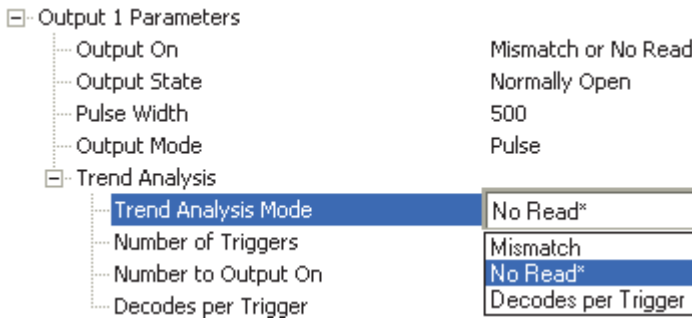 Output 1 Parameters
Output On Mismatch or No Read
Output State Normally Open
Pulse Width 500
Output Mode Pulse
Trend Analysis
Trend Analysis Mode No Read*
Number of Triggers Mismatch
Number to Output On No Read*
Decodes per Trigger Decodes per Trigger